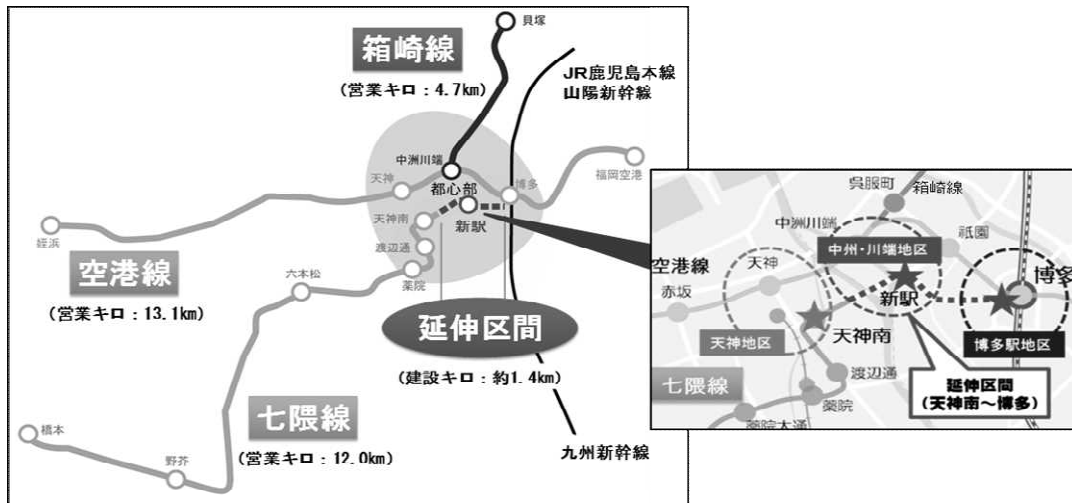 貝塚
箱崎線
(営業キロ：4.7km)
JR鹿児島本線
山陽新幹線
中洲川端
福岡空港
天神
都心部
博多
天神南
新駅
姪浜
渡辺通
空港線
六本松
薬院
(営業キロ：13.1km)
延伸区間
(建設キロ：約1.4km)
七隈線
橋本
(営業キロ：12.0km)
九州新幹線
野芥
呉服町
箱崎線
中洲川端
祇園
中州・川端地区
空港線
天神
博多
赤坂
新駅
天神南
天神地区
博多駅地区
渡辺通
七隈線
延伸区間
(天神南～博多)
薬院
薬院大通